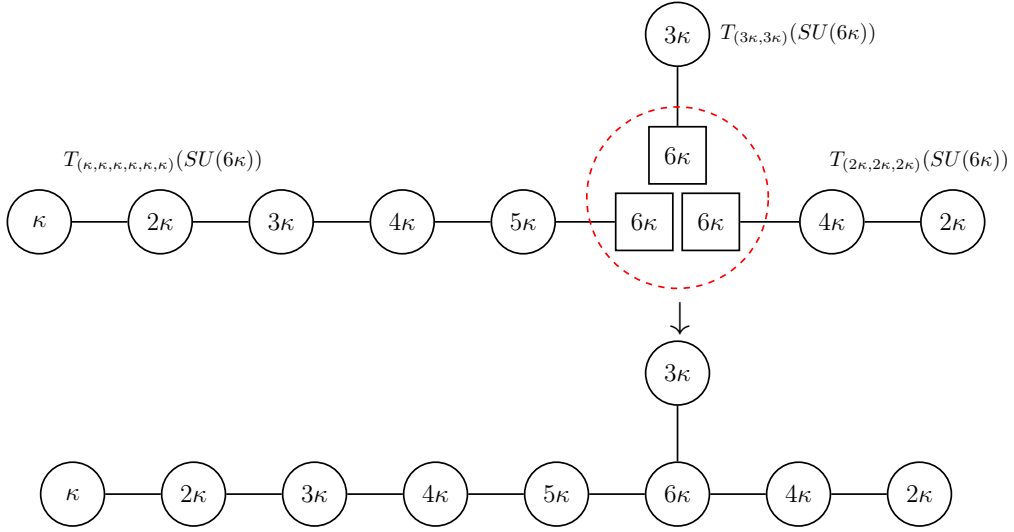 3κ
T_{(3κ,3κ)}(SU(6κ))
6κ
T_{(κ,κ,κ,κ,κ,κ)}(SU(6κ))
T_{(2κ,2κ,2κ)}(SU(6κ))
κ 2κ 3κ 4κ 5κ 6κ 6κ 4κ 2κ
↓
3κ
κ 2κ 3κ 4κ 5κ 6κ 4κ 2κ